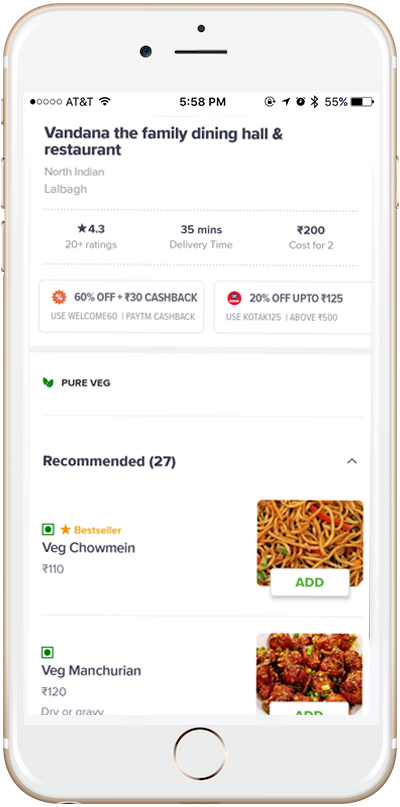 AT&T
5:58 PM
55%
Vandana the family dining hall &
restaurant
North Indian
Lalbagh
★4.3
35 mins
₹200
20+ ratings
Delivery Time
Cost for 2
60% OFF + ₹30 CASHBACK
20% OFF UPTO ₹125
USE WELCOME60 | PAYTM CASHBACK
USE KOTAK125 | ABOVE ₹500
PURE VEG
Recommended (27)
★ Bestseller
Veg Chowmein
₹110
ADD
Veg Manchurian
₹120
Dry or gravy
ADD